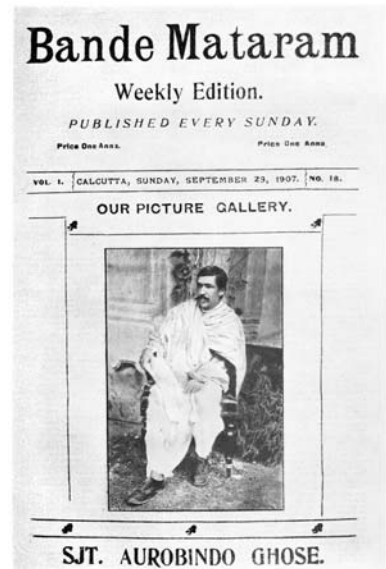 Bande Mataram
Weekly Edition.
PUBLISHED EVERY SUNDAY.
Price One Anna. Price One Anna.
VOL. I. CALCUTTA, SUNDAY, SEPTEMBER 29, 1907. NO. 18.
OUR PICTURE GALLERY.
SJT. AUROBINDO GHOSE.